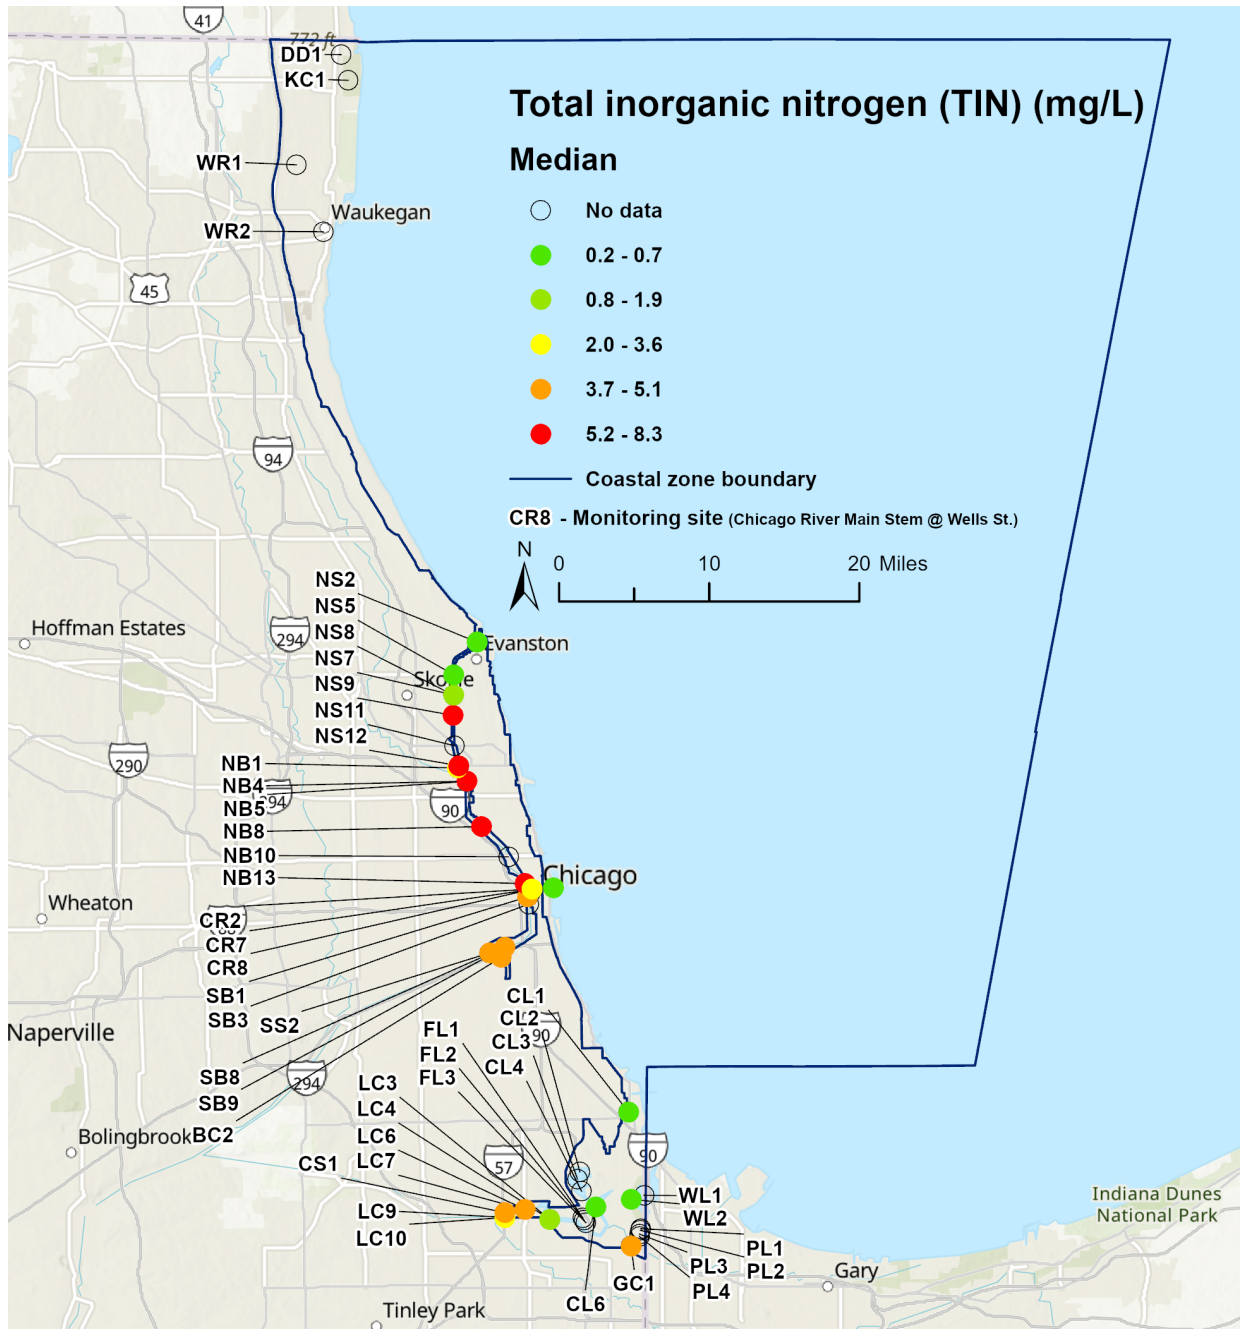 41
772 ft
DD1
KC1
Total inorganic nitrogen (TIN) (mg/L)
Median
WR1
No data
Waukegan
WR2
0.2 - 0.7
45
0.8 - 1.9
2.0 - 3.6
3.7 - 5.1
5.2 - 8.3
94
Coastal zone boundary
CR8 - Monitoring site (Chicago River Main Stem @ Wells St.)
N
0 10 20 Miles
NS2
NS5
Hoffman Estates
294
NS8
Evanston
NS7
Skokie
NS9
NS11
NS12
290
NB1
NB4
294
NB5
90
NB8
NB10
NB13
Chicago
Wheaton
CR2
88
CR7
CR8
SB1
CL1
SB3
SS2
CL2
Naperville
FL1
90
CL3
FL2
CL4
SB8
294
FL3
LC3
SB9
LC4
Bolingbrook
BC2
LC6
90
CS1
LC7
57
WL1
Indiana Dunes
National Park
LC9
WL2
LC10
PL1
PL3
PL2
Gary
GC1
PL4
CL6
Tinley Park